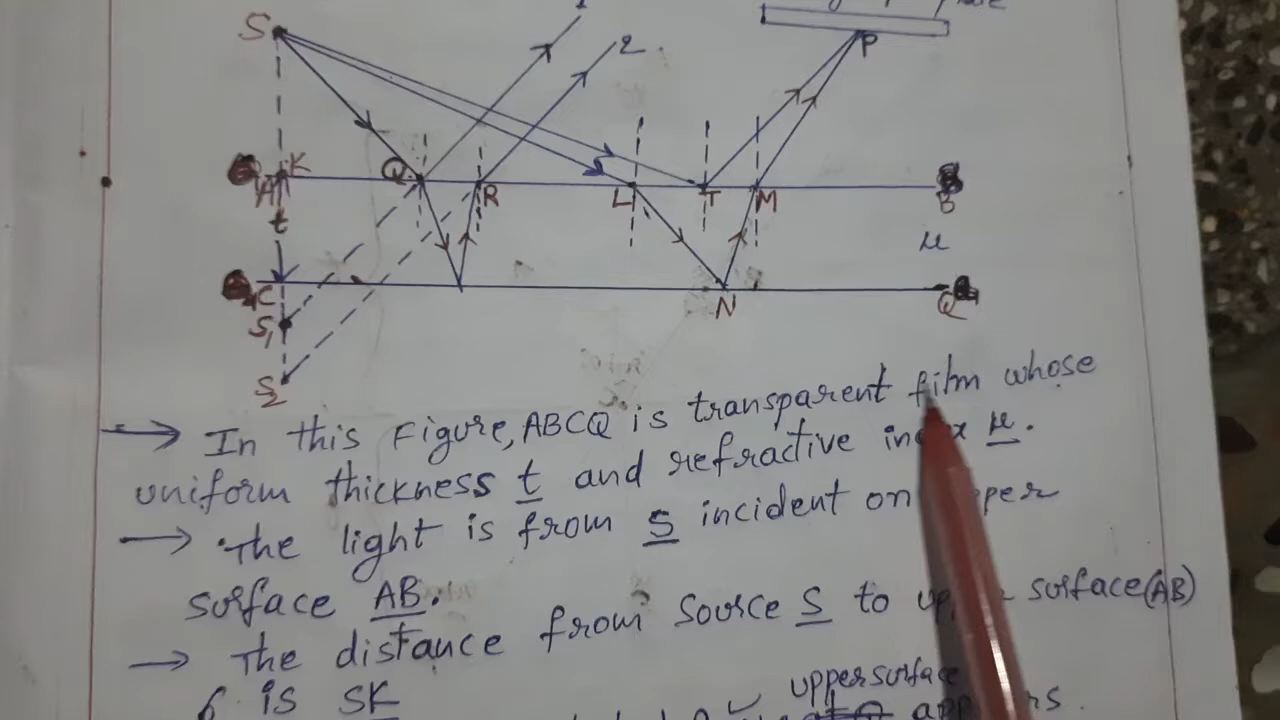 1
S
2
P
K
Q
A
R
L
T
M
B
t
μ
C
N
Q
S1
S2
→ In this Figure, ABCQ is transparent film whose
uniform thickness t and refractive index μ.
→ The light is from S incident on upper
surface AB.
→ The distance from source S to upper surface (AB)
is SK
upper surface